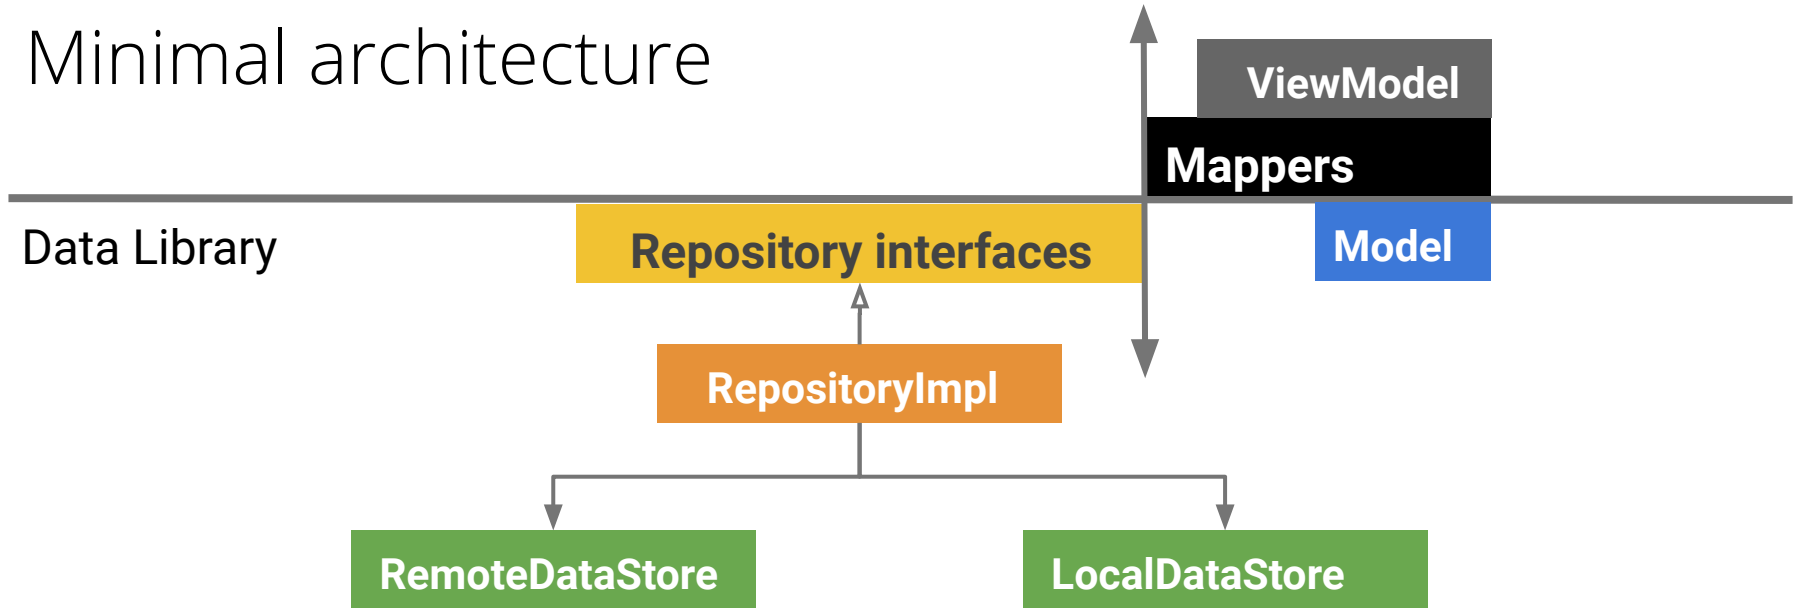 Minimal architecture
ViewModel
Mappers
Data Library
Repository interfaces
Model
RepositoryImpl
RemoteDataStore
LocalDataStore